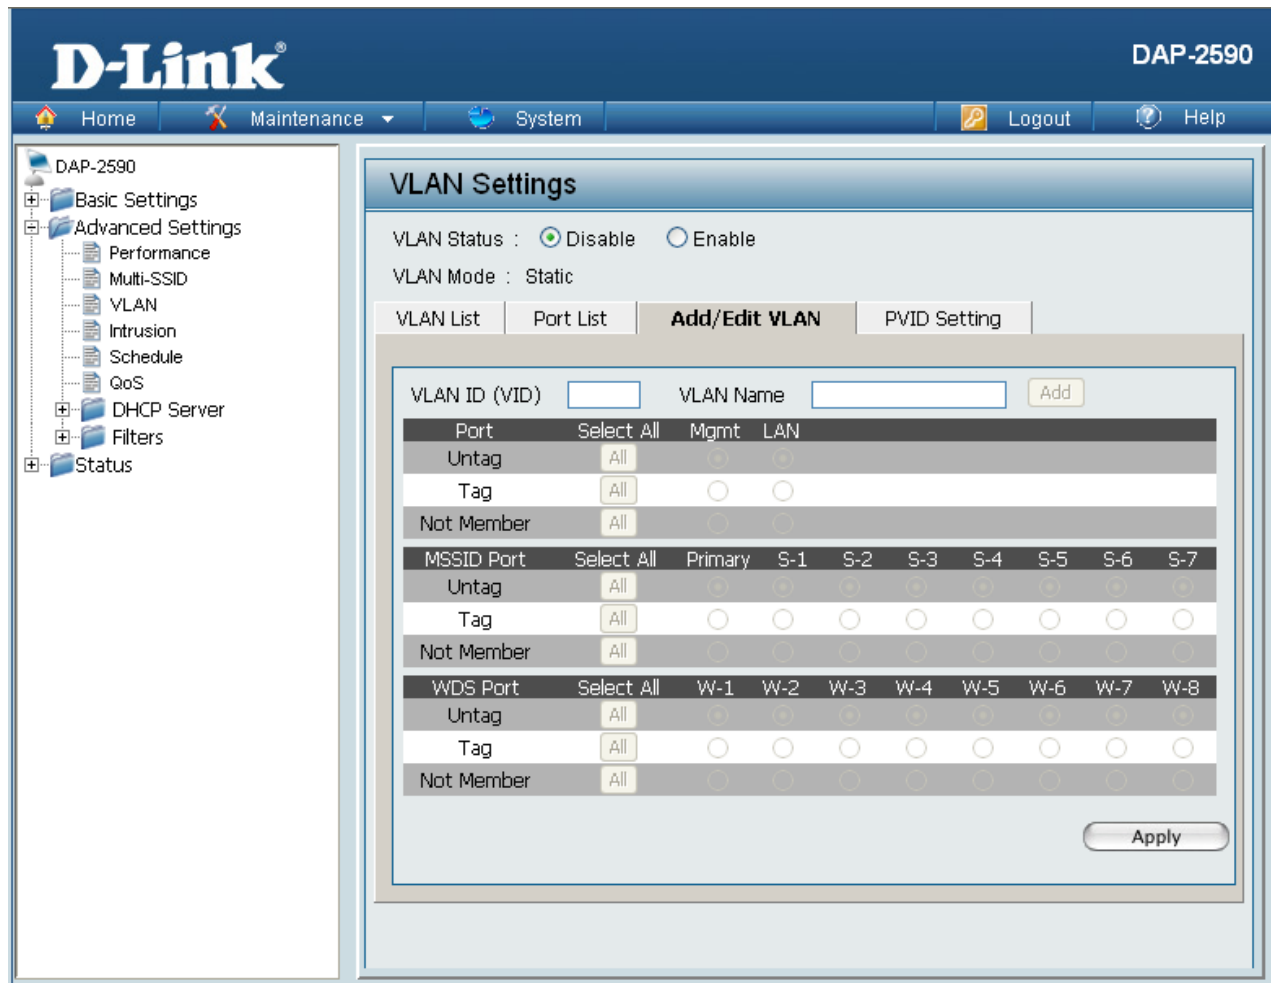 D-Link®
DAP-2590
Home Maintenance System Logout Help
DAP-2590
Basic Settings
Advanced Settings
Performance
Multi-SSID
VLAN
Intrusion
Schedule
QoS
DHCP Server
Filters
Status
VLAN Settings
VLAN Status : Disable Enable
VLAN Mode : Static
VLAN List Port List Add/Edit VLAN PVID Setting
VLAN ID (VID) VLAN Name Add
Port Select All Mgmt LAN
Untag All
Tag All
Not Member All
MSSID Port Select All Primary S-1 S-2 S-3 S-4 S-5 S-6 S-7
Untag All
Tag All
Not Member All
WDS Port Select All W-1 W-2 W-3 W-4 W-5 W-6 W-7 W-8
Untag All
Tag All
Not Member All
Apply